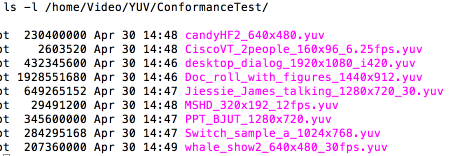 ls -l /home/Video/YUV/ConformanceTest/
ot 230400000 Apr 30 14:48 candyHF2_640x480.yuv
ot 2603520 Apr 30 14:48 CiscoVT_2people_160x96_6.25fps.yuv
ot 432345600 Apr 30 14:46 desktop_dialog_1920x1080_i420.yuv
ot 1928551680 Apr 30 14:46 Doc_roll_with_figures_1440x912.yuv
ot 649265152 Apr 30 14:47 Jiessie_James_talking_1280x720_30.yuv
ot 29491200 Apr 30 14:48 MSHD_320x192_12fps.yuv
ot 345600000 Apr 30 14:47 PPT_BJUT_1280x720.yuv
ot 284295168 Apr 30 14:47 Switch_sample_a_1024x768.yuv
ot 207360000 Apr 30 14:49 whale_show2_640x480_30fps.yuv